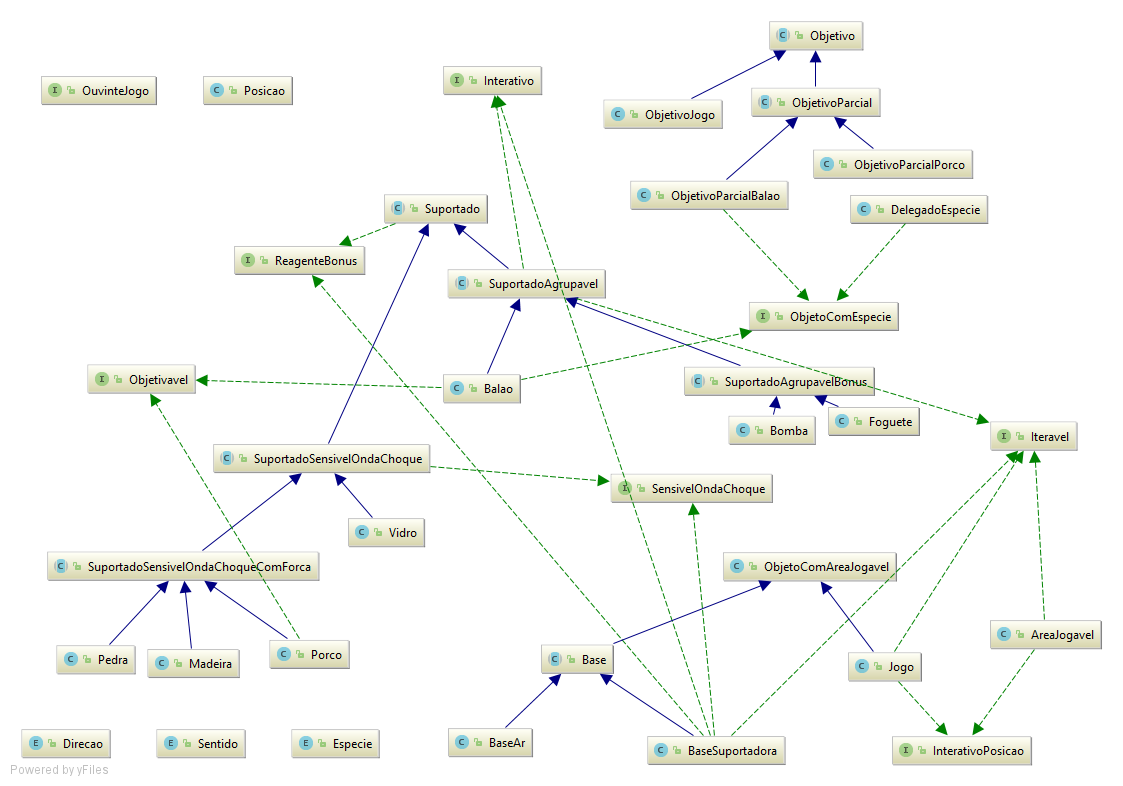 C Objetivo
I OuvinteJogo
C Posicao
I Interativo
C ObjetivoJogo
C ObjetivoParcial
C ObjetivoParcialPorco
C ObjetivoParcialBalao
C DelegadoEspecie
C Suportado
I ReagenteBonus
C SuportadoAgrupavel
I ObjetoComEspecie
I Objetivavel
C Balao
C SuportadoAgrupavelBonus
C Bomba
C Foguete
I Iteravel
C SuportadoSensivelOndaChoque
I SensivelOndaChoque
C Vidro
C SuportadoSensivelOndaChoqueComForca
C ObjetoComAreaJogavel
C Pedra
C Madeira
C Porco
C Base
C Jogo
C AreaJogavel
E Direcao
E Sentido
E Especie
C BaseAr
C BaseSuportadora
I InterativoPosicao
Powered by yFiles